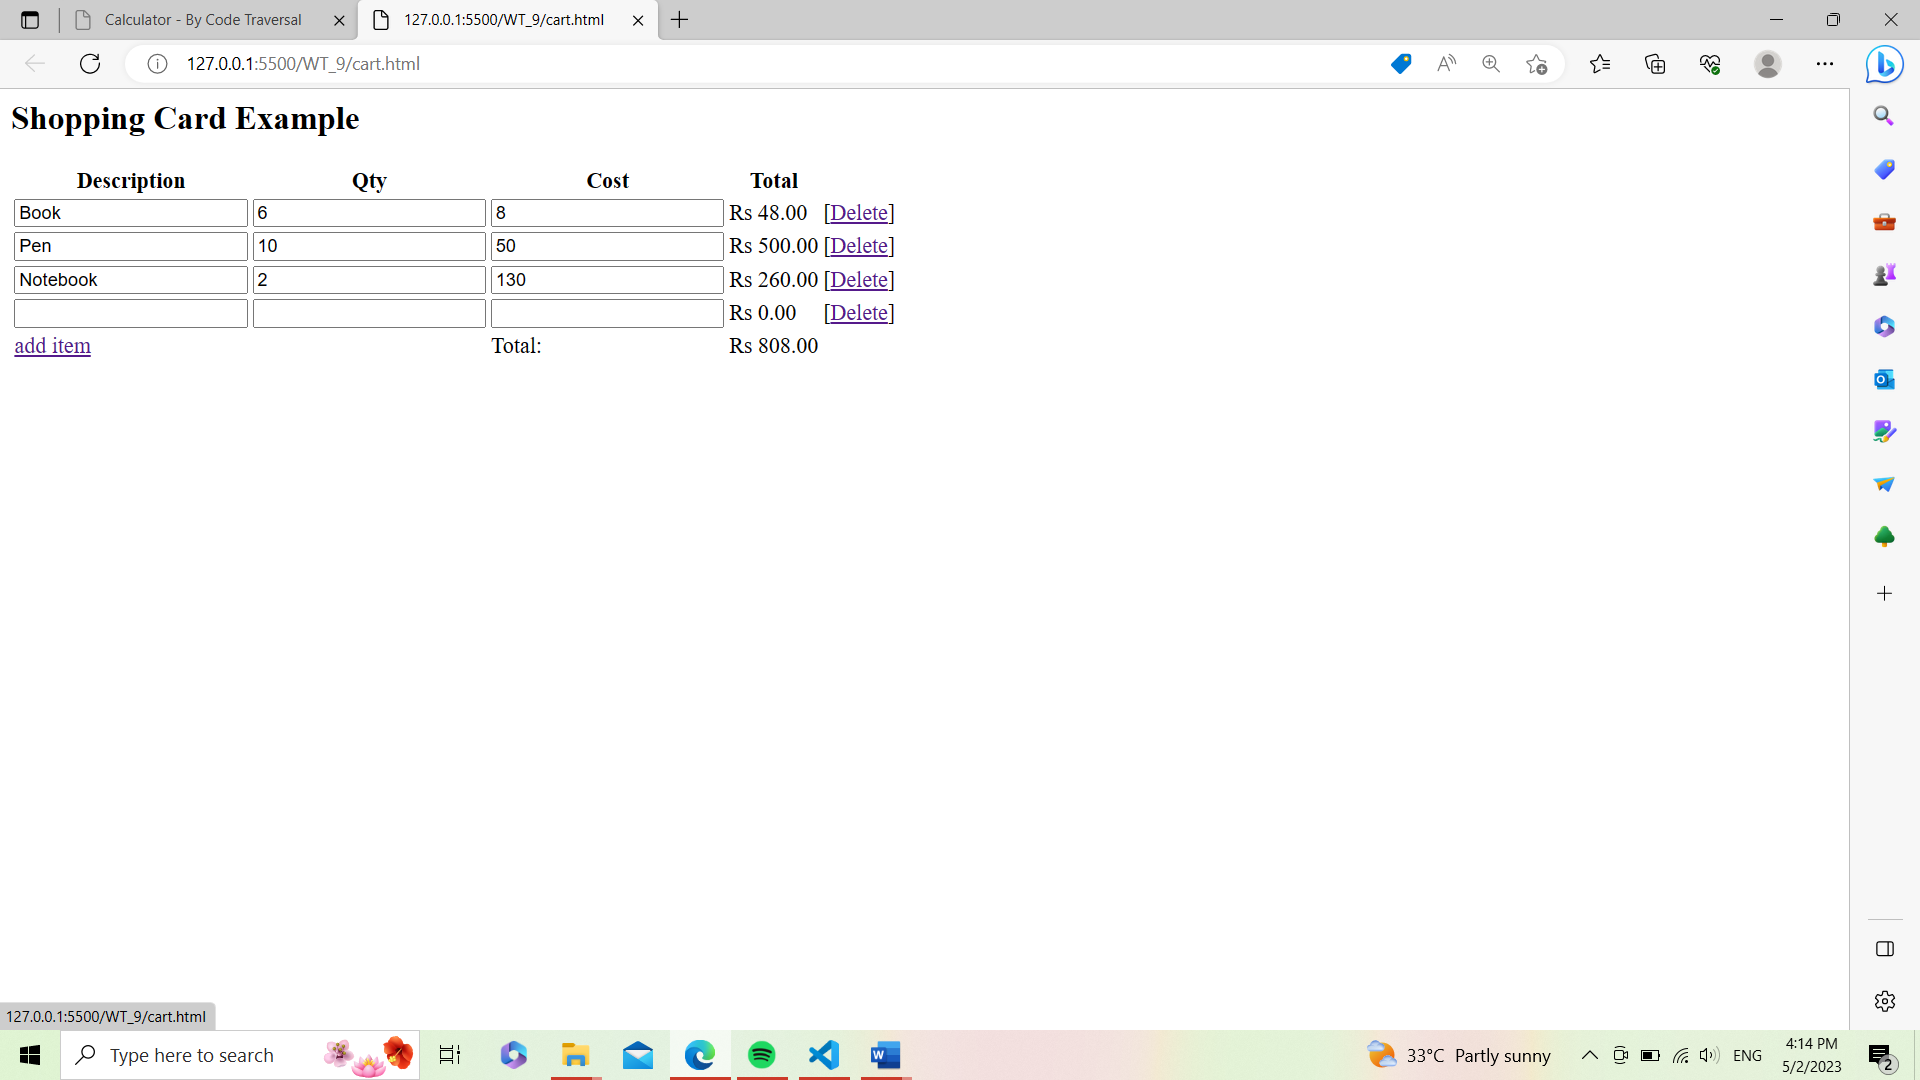 Calculator - By Code Traversal
127.0.0.1:5500/WT_9/cart.html
127.0.0.1:5500/WT_9/cart.html
Shopping Card Example
Description Qty Cost Total
Book 6 8 Rs 48.00 [Delete]
Pen 10 50 Rs 500.00 [Delete]
Notebook 2 130 Rs 260.00 [Delete]
Rs 0.00 [Delete]
add item Total: Rs 808.00
127.0.0.1:5500/WT_9/cart.html
Type here to search
33°C Partly sunny
ENG
4:14 PM
5/2/2023
2